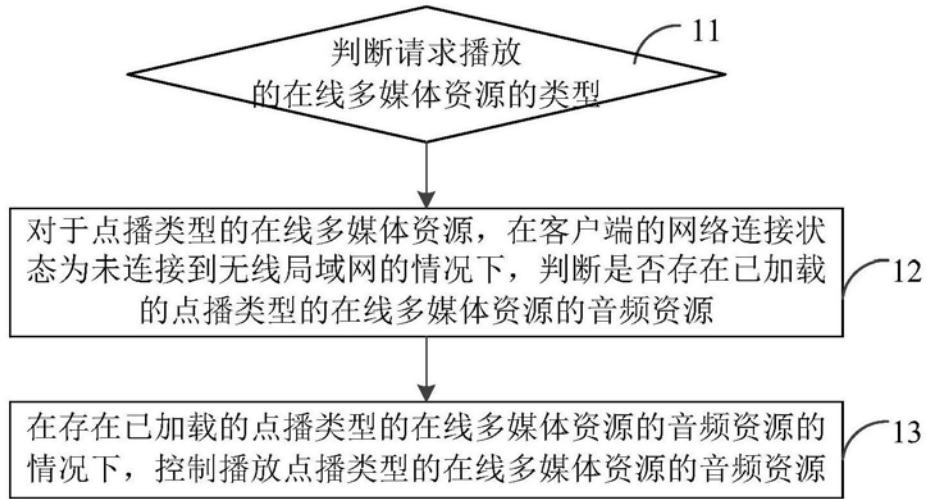 判断请求播放
的在线多媒体资源的类型
11
对于点播类型的在线多媒体资源，在客户端的网络连接状
态为未连接到无线局域网的情况下，判断是否存在已加载
的点播类型的在线多媒体资源的音频资源
12
在存在已加载的点播类型的在线多媒体资源的音频资源的
情况下，控制播放点播类型的在线多媒体资源的音频资源
13